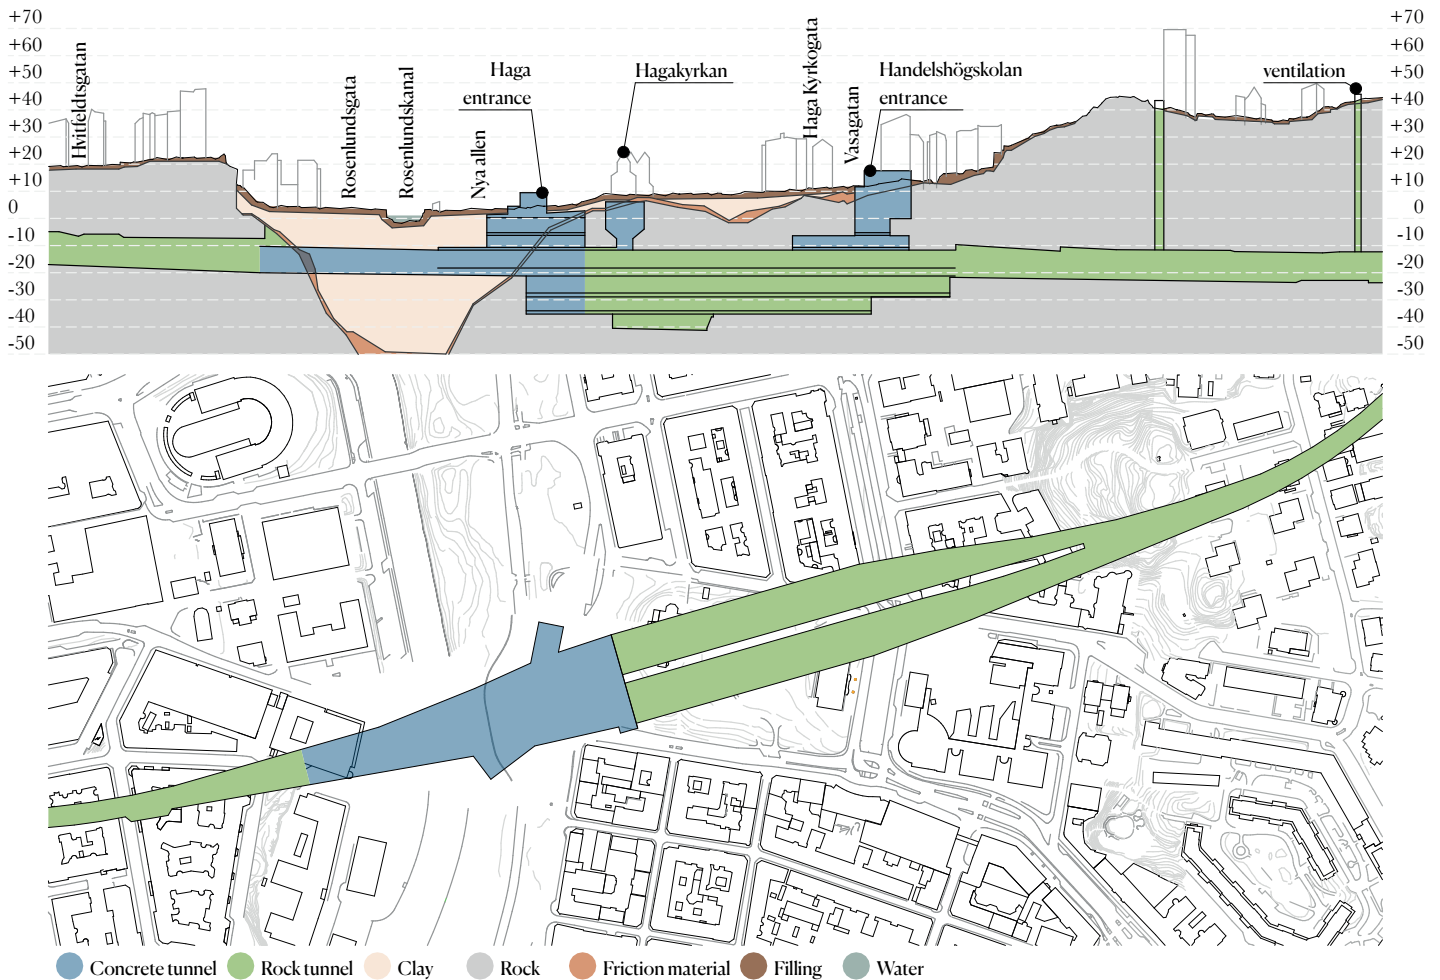 +70
+60
+50
+40
+30
+20
+10
0
-10
-20
-30
-40
-50
Hvitfeldtsgatan
Rosenlundsgata
Rosenlundskanal
Nya allen
Haga
entrance
Hagakyrkan
Haga Kyrkogata
Vasagatan
Handelshögskolan
entrance
ventilation
+70
+60
+50
+40
+30
+20
+10
0
-10
-20
-30
-40
-50
Concrete tunnel
Rock tunnel
Clay
Rock
Friction material
Filling
Water